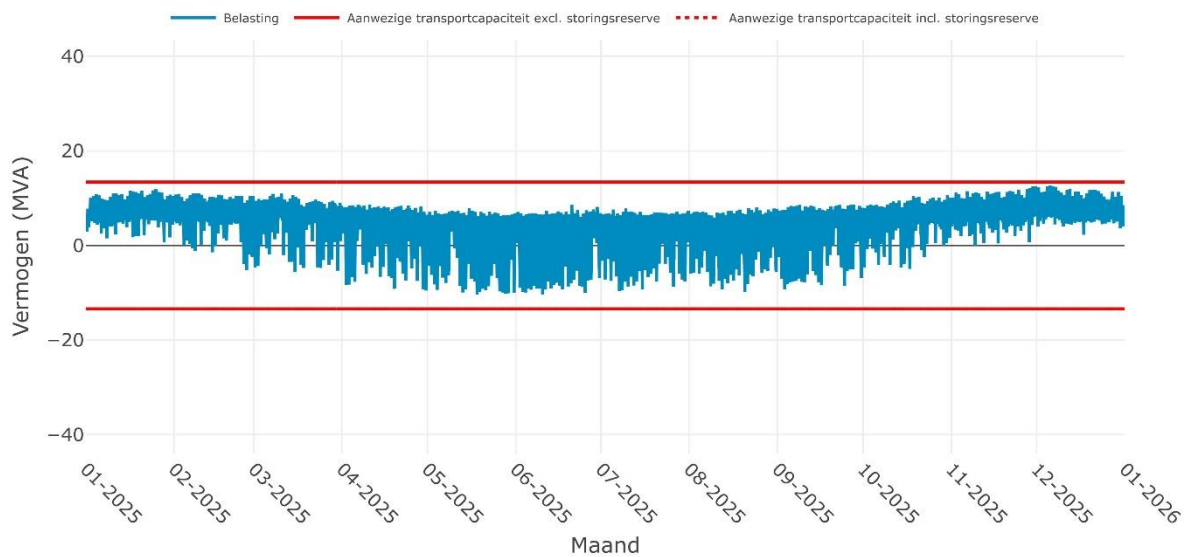 Belasting Aanwezige transportcapaciteit excl. storingsreserve Aanwezige transportcapaciteit incl. storingsreserve
40
20
0
−20
−40
Vermogen (MVA)
01-2025 02-2025 03-2025 04-2025 05-2025 06-2025 07-2025 08-2025 09-2025 10-2025 11-2025 12-2025 01-2026
Maand